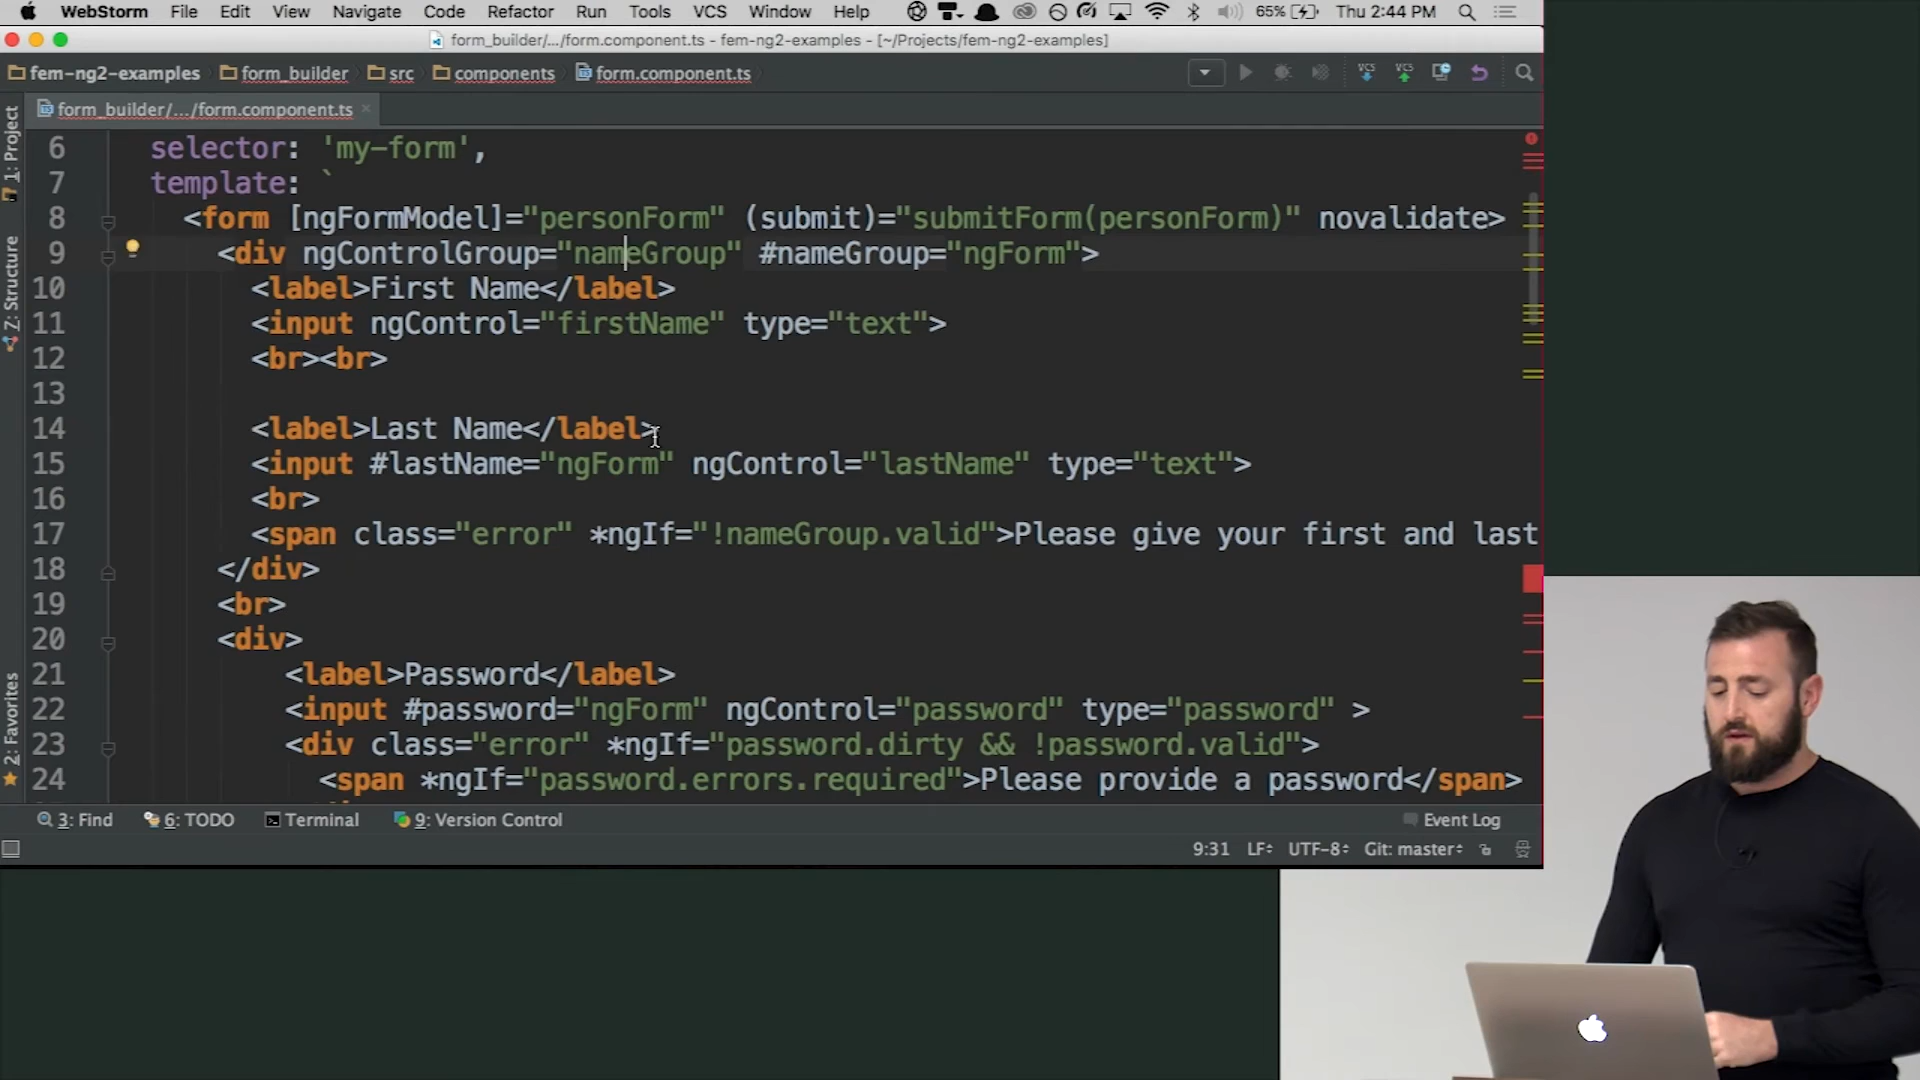 WebStorm File Edit View Navigate Code Refactor Run Tools VCS Window Help 65% Thu 2:44 PM
form_builder/.../form.component.ts - fem-ng2-examples - [~/Projects/fem-ng2-examples]
fem-ng2-examples form_builder src components form.component.ts VCS VCS
form_builder/.../form.component.ts
1: Project
Z: Structure
2: Favorites
6 selector: 'my-form',
7 template: `
8 <form [ngFormModel]="personForm" (submit)="submitForm(personForm)" novalidate>
9 <div ngControlGroup="nameGroup" #nameGroup="ngForm">
10 <label>First Name</label>
11 <input ngControl="firstName" type="text">
12 <br><br>
13
14 <label>Last Name</label>
15 <input #lastName="ngForm" ngControl="lastName" type="text">
16 <br>
17 <span class="error" *ngIf="!nameGroup.valid">Please give your first and last
18 </div>
19 <br>
20 <div>
21 <label>Password</label>
22 <input #password="ngForm" ngControl="password" type="password" >
23 <div class="error" *ngIf="password.dirty && !password.valid">
24 <span *ngIf="password.errors.required">Please provide a password</span>
3: Find 6: TODO Terminal 9: Version Control Event Log
9:31 LF UTF-8 Git: master